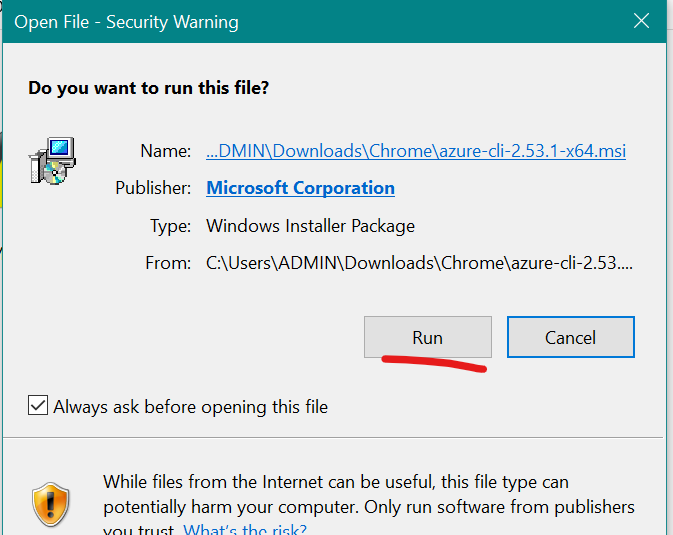 Open File - Security Warning
Do you want to run this file?
Name: ...DMIN\Downloads\Chrome\azure-cli-2.53.1-x64.msi
Publisher: Microsoft Corporation
Type: Windows Installer Package
From: C:\Users\ADMIN\Downloads\Chrome\azure-cli-2.53....
Run Cancel
Always ask before opening this file
While files from the Internet can be useful, this file type can
potentially harm your computer. Only run software from publishers
you trust. What's the risk?